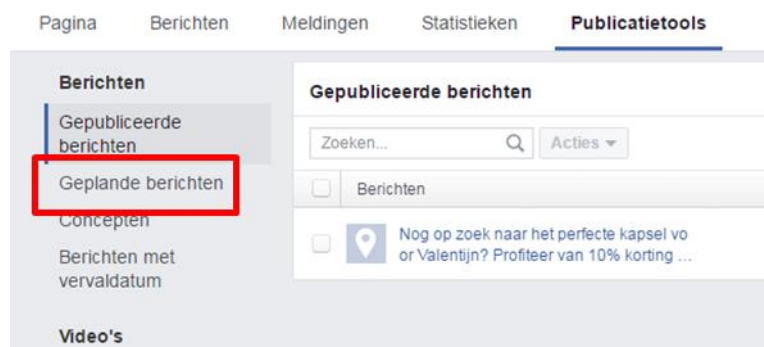 Pagina Berichten Meldingen Statistieken Publicatietools
Berichten
Gepubliceerde
berichten
Geplande berichten
Concepten
Berichten met
vervaldatum
Video's
Gepubliceerde berichten
Zoeken... Acties
Berichten
Nog op zoek naar het perfecte kapsel vo
or Valentijn? Profiteer van 10% korting ...